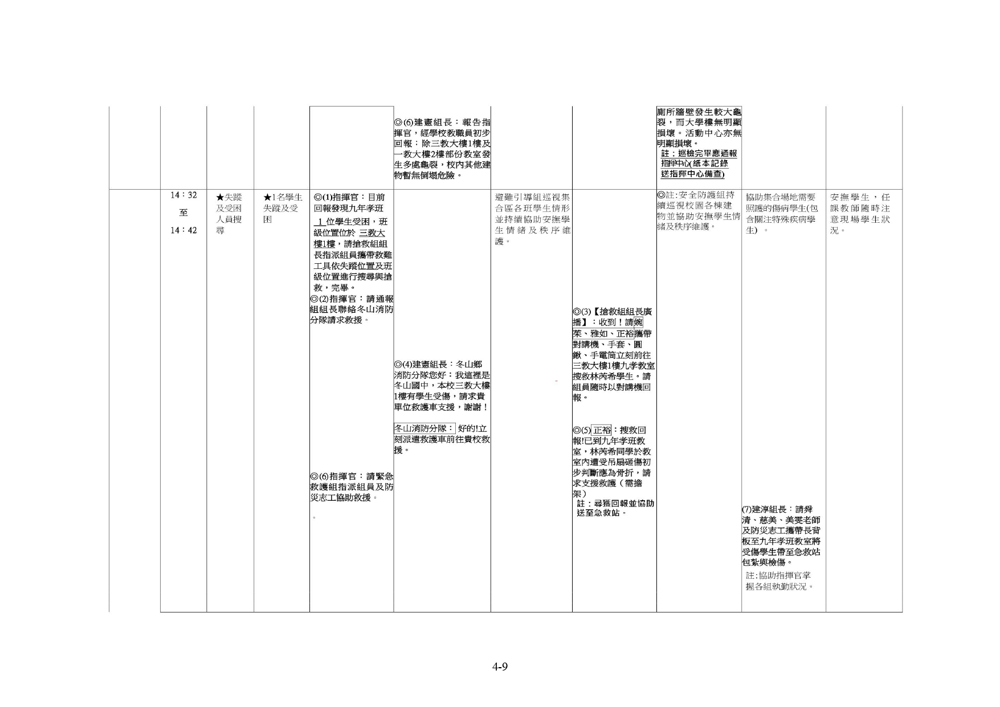 ◎(6)建憲組長：報告指
揮官，經學校教職員初步
回報：除三教大樓1樓及
一教大樓2樓部份教室發
生多處龜裂，校內其他建
物暫無倒塌危險。
廁所牆壁發生較大龜
裂，而大學樓無明顯
損壞。活動中心亦無
明顯損壞。
註：巡檢完畢應通報
指揮中心(紙本記錄
送指揮中心備查)
14：32
至
14：42
★失蹤
及受困
人員搜
尋
★1名學生
失蹤及受
困
◎(1)指揮官：目前
回報發現九年孝班
1 位學生受困，班
級位置位於 三教大
樓1樓，請搶救組組
長指派組員攜帶救難
工具依失蹤位置及班
級位置進行搜尋與搶
救，完畢。
◎(2)指揮官：請通報
組組長聯絡冬山消防
分隊請求救援。
◎(6)指揮官：請緊急
救護組指派組員及防
災志工協助救援。
。
◎(4)建憲組長：冬山鄉
消防分隊您好：我這裡是
冬山國中，本校三教大樓
1樓有學生受傷，請求貴
單位救護車支援，謝謝！
冬山消防分隊： 好的!立
刻派遣救護車前往貴校救
援。
避難引導組巡視集
合區各班學生情形
並持續協助安撫學
生情緒及秩序維
護。
◎(3)【搶救組組長廣
播】：收到！請婉
茱、雅如、正裕攜帶
對講機、手套、圓
鍬、手電筒立刻前往
三教大樓1樓九孝教室
搜救林芮希學生。請
組員隨時以對講機回
報。
◎(5)正裕：搜救回
報!已到九年孝班教
室，林芮希同學於教
室內遭受吊扇砸傷初
步判斷應為骨折，請
求支援救護（需擔
架）
註：尋獲回報並協助
送至急救站。
◎註:安全防護組持
續巡視校園各棟建
物並協助安撫學生情
緒及秩序維護。
協助集合場地需要
照護的傷病學生(包
含關注特殊疾病學
生) 。
(7)建淳組長：請舜
清、慈美、美雯老師
及防災志工攜帶長背
板至九年孝班教室將
受傷學生帶至急救站
包紮與檢傷。
註:協助指揮官掌
握各組執勤狀況。
安撫學生，任
課教師隨時注
意現場學生狀
況。
4-9